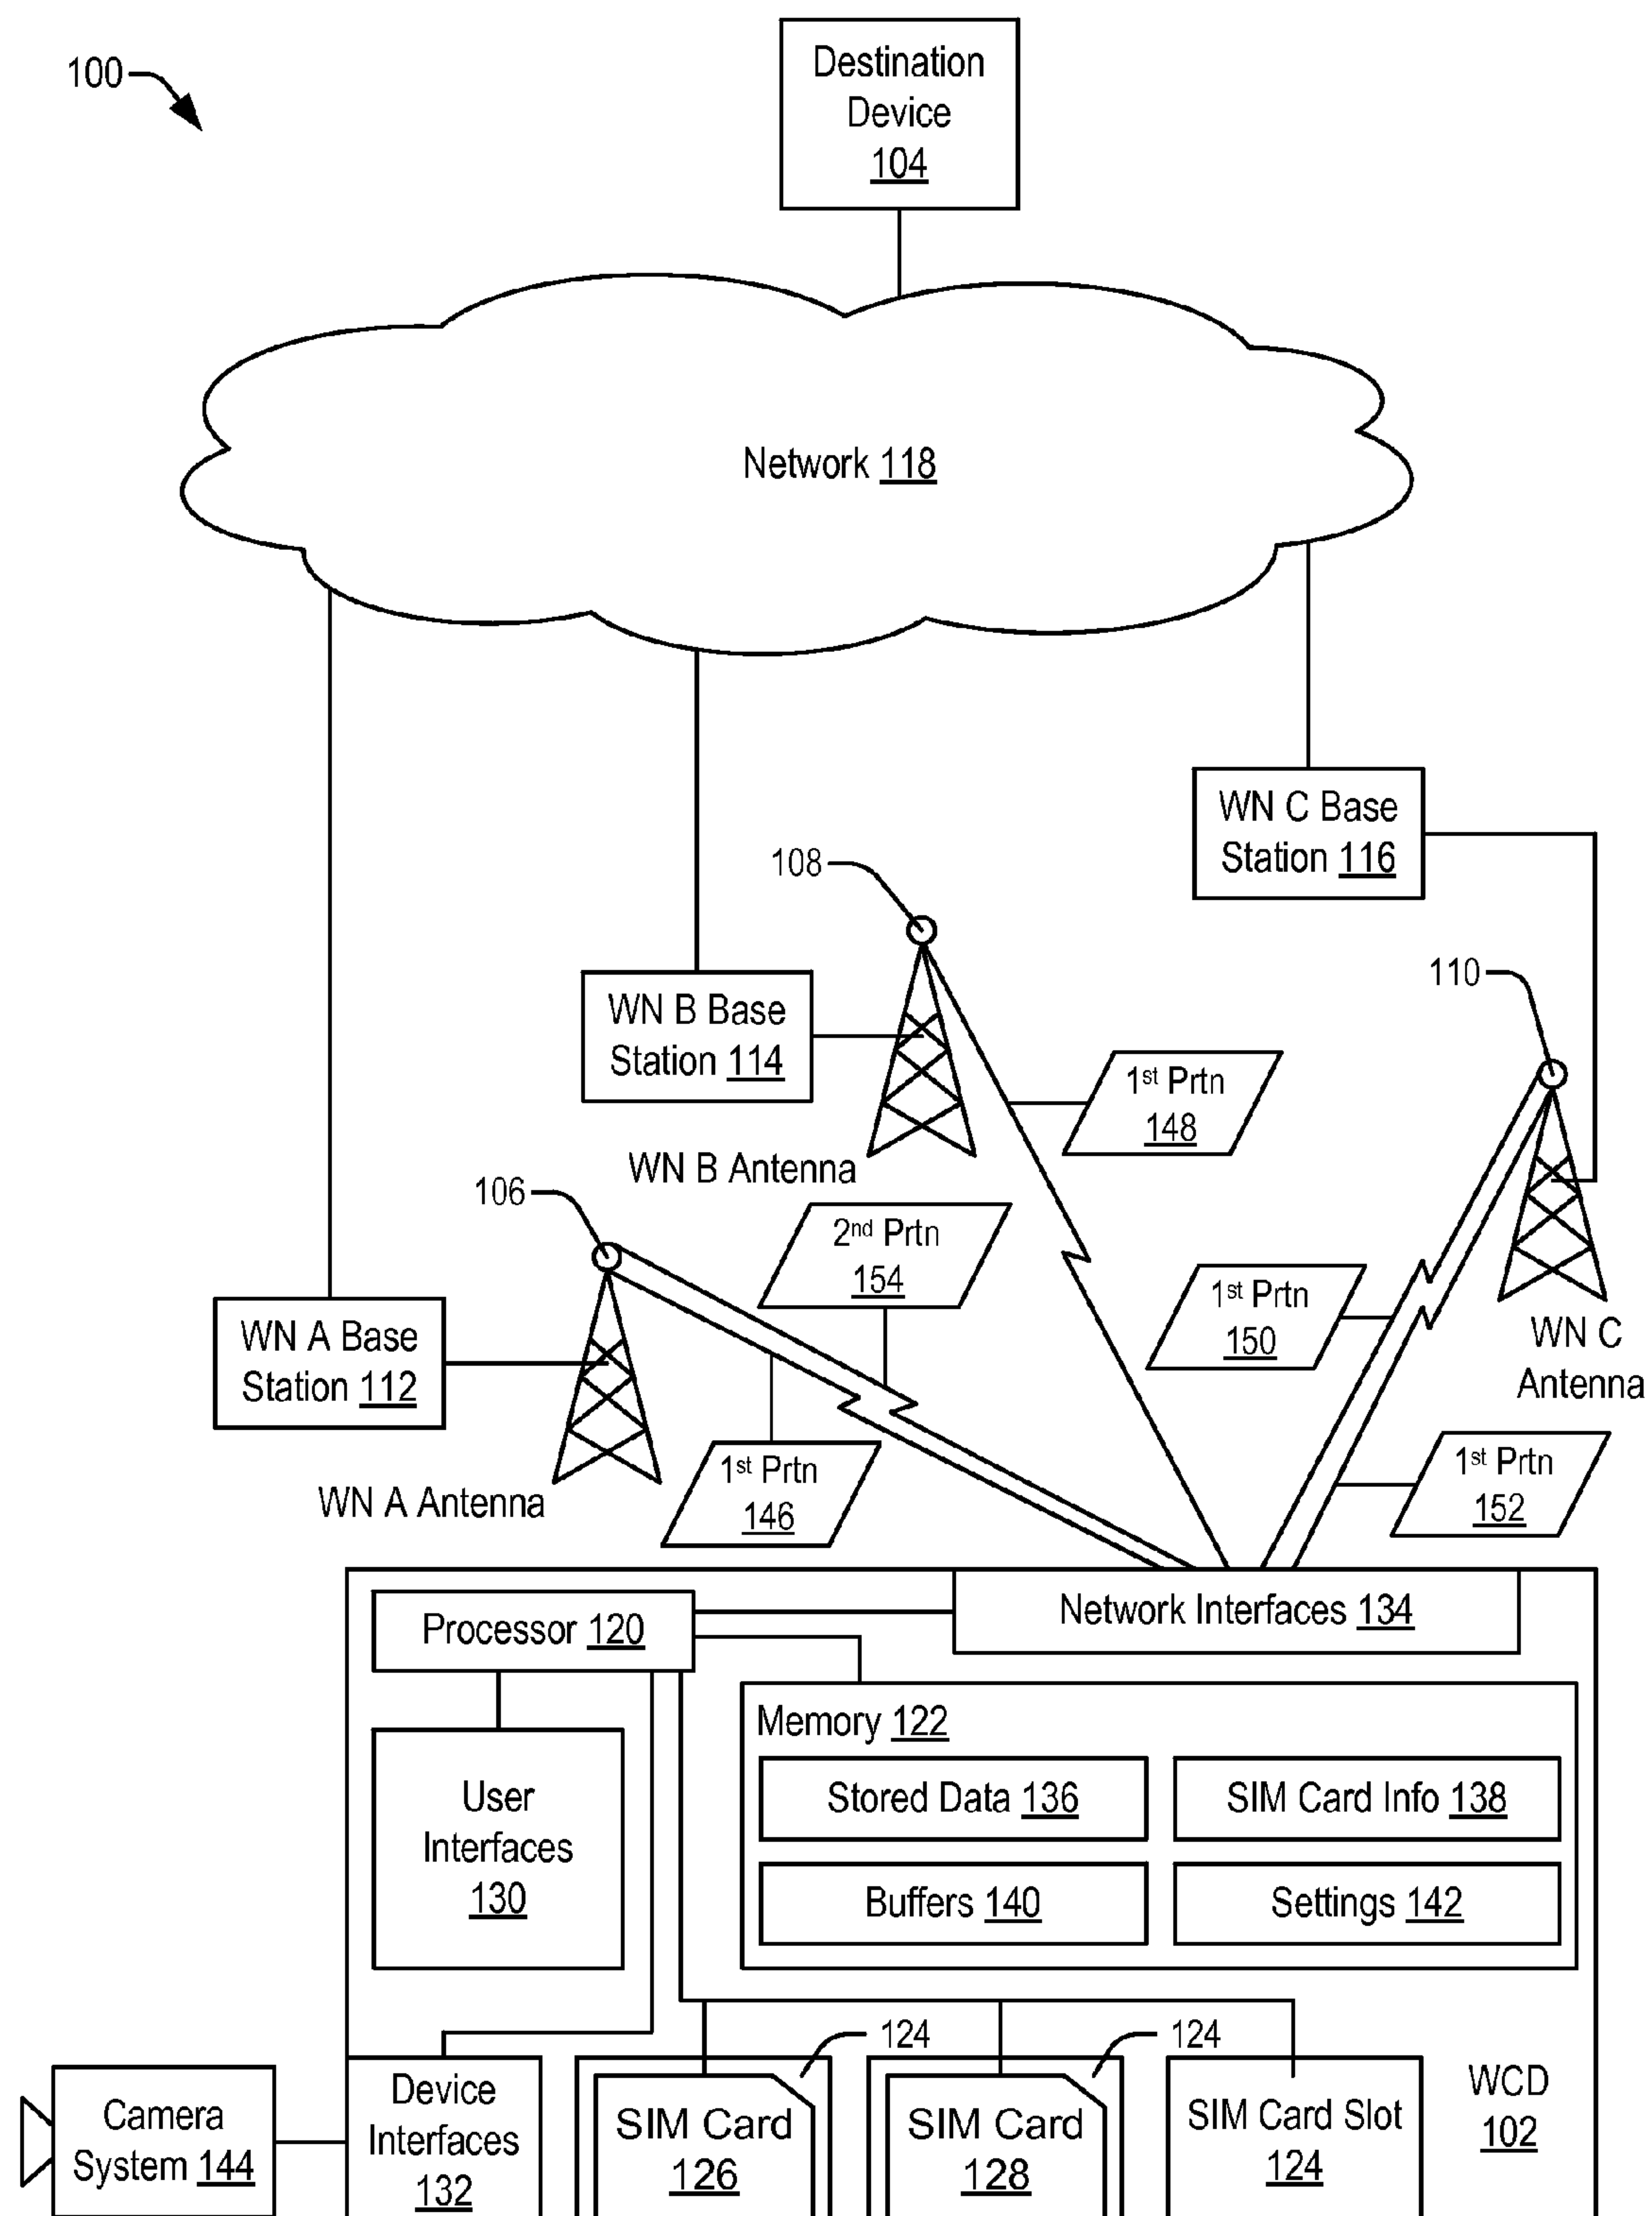 100
Destination
Device
104
Network 118
WN C Base
Station 116
108
110
WN B Base
Station 114
1st Prtn
148
WN B Antenna
106
2nd Prtn
154
1st Prtn
150
WN A Base
Station 112
WN C
Antenna
1st Prtn
146
1st Prtn
152
WN A Antenna
Processor 120
Network Interfaces 134
Memory 122
Stored Data 136
SIM Card Info 138
User
Interfaces
130
Buffers 140
Settings 142
124
124
Camera
System 144
Device
Interfaces
132
SIM Card
126
SIM Card
128
SIM Card Slot
124
WCD
102